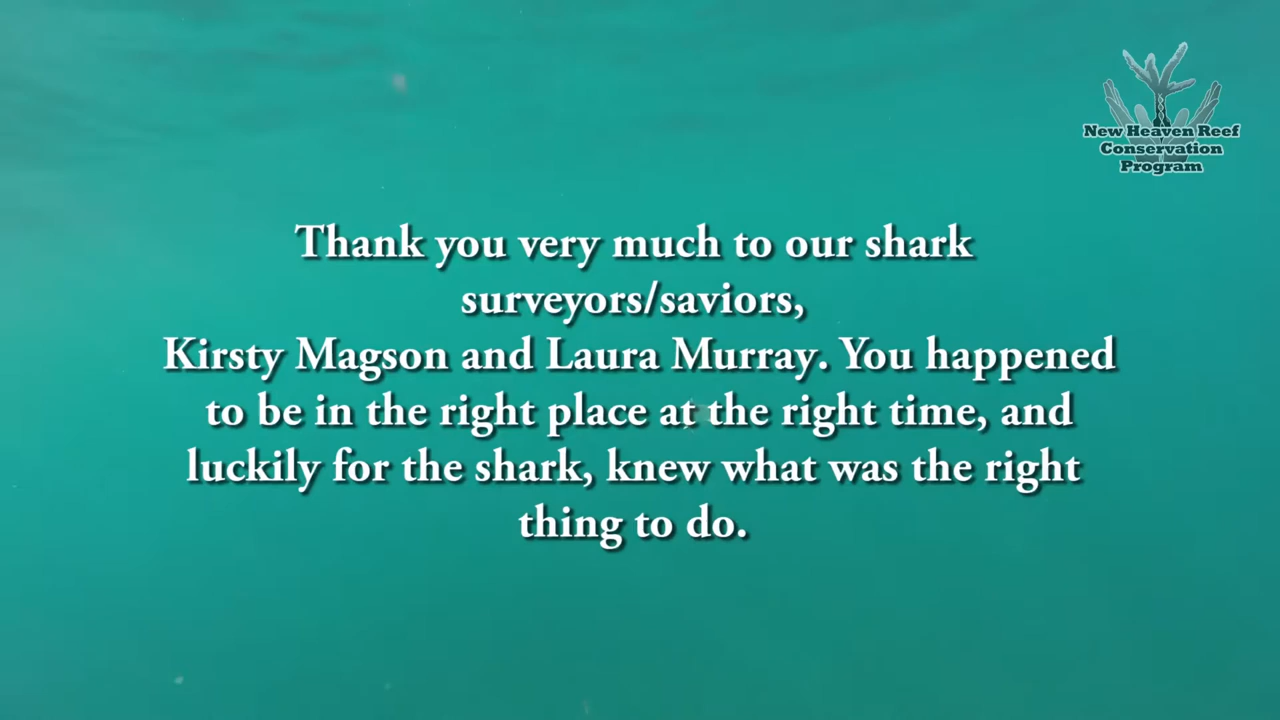 New Heaven Reef
Conservation
Program
Thank you very much to our shark
surveyors/saviors,
Kirsty Magson and Laura Murray. You happened
to be in the right place at the right time, and
luckily for the shark, knew what was the right
thing to do.